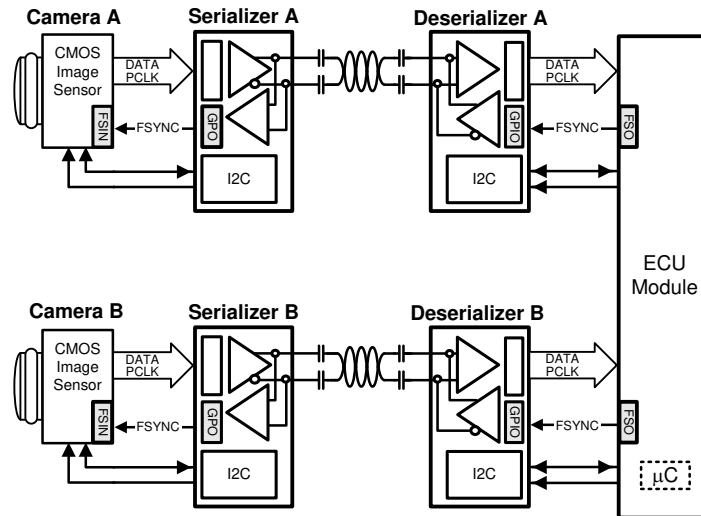 Camera A
Serializer A
Deserializer A
CMOS
Image
Sensor
DATA
PCLK
DATA
PCLK
FSIN
FSYNC
GPO
GPIO
FSYNC
FSO
I2C
I2C
ECU
Module
Camera B
Serializer B
Deserializer B
CMOS
Image
Sensor
DATA
PCLK
DATA
PCLK
FSIN
FSYNC
GPO
GPIO
FSYNC
FSO
I2C
I2C
μC